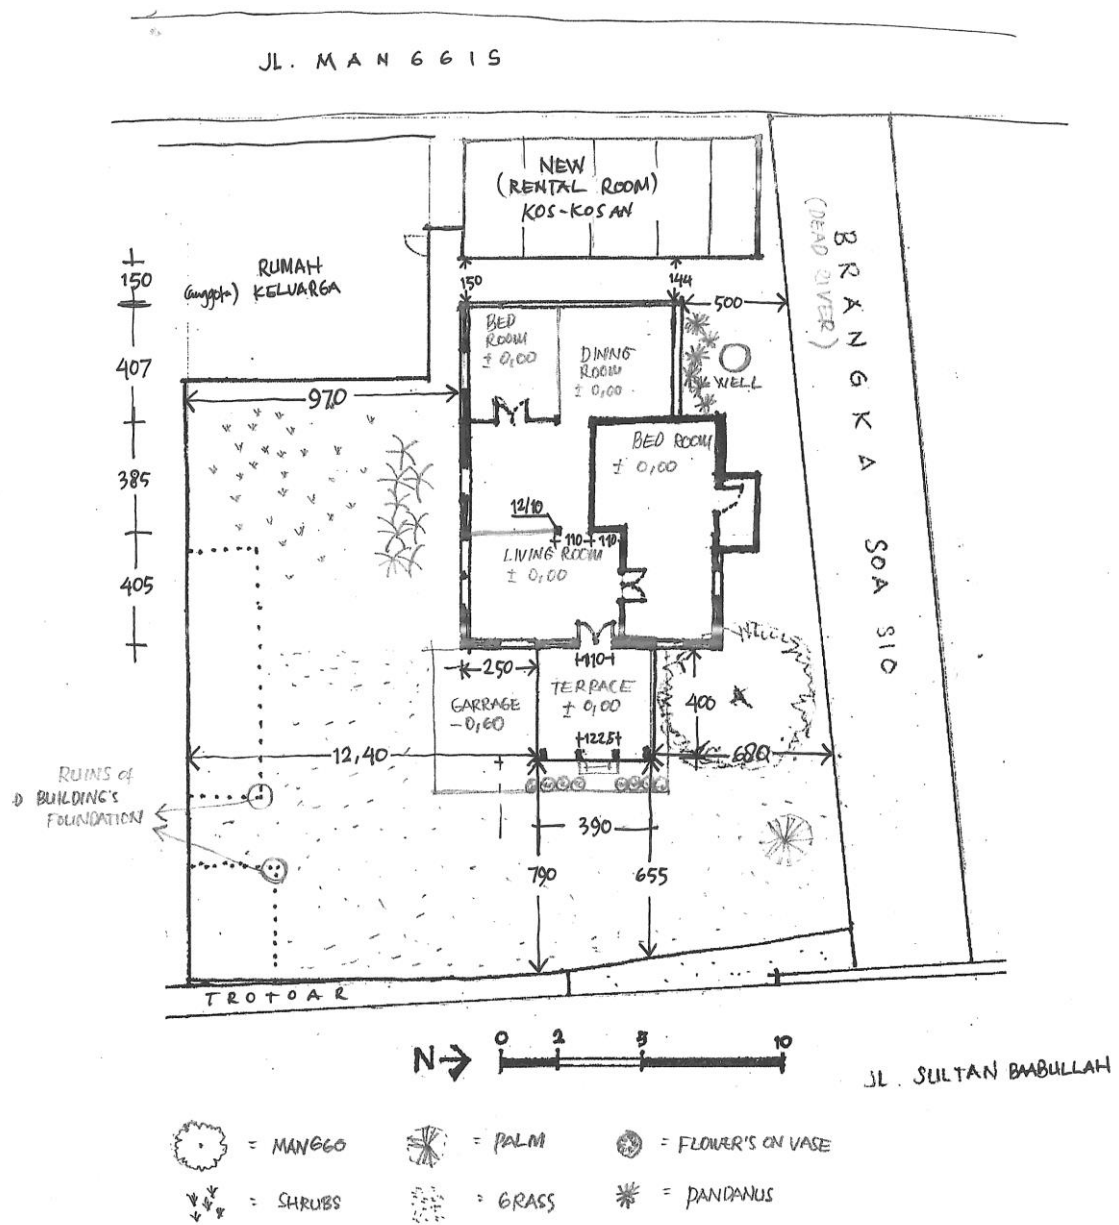 JL. MANGGIS
NEW
(RENTAL ROOM)
KOS-KOSAN
RUMAH
(anggota) KELUARGA
150
150
144
500
407
BED
ROOM
± 0,00
DINING
ROOM
± 0,00
WELL
BRANGKA SOA SIO
(DEAD RIVER)
970
BED ROOM
± 0,00
385
12/10
110
110
LIVING ROOM
± 0,00
405
250
110
TERRACE
± 0,00
GARRAGE
-0,60
400
A
1225
12,40
680
RUINS of
BUILDING'S
FOUNDATION
390
790
655
TROTOAR
N
0
2
5
10
JL. SULTAN BAABULLAH
= MANGGO
= PALM
= FLOWER'S ON VASE
= SHRUBS
= GRASS
= PANDANUS